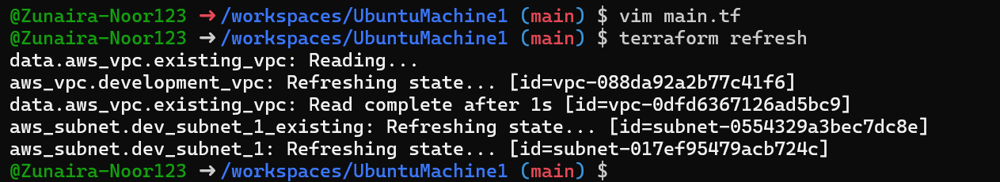 @Zunaira-Noor123 ➜ /workspaces/UbuntuMachine1 (main) $ vim main.tf
@Zunaira-Noor123 ➜ /workspaces/UbuntuMachine1 (main) $ terraform refresh
data.aws_vpc.existing_vpc: Reading...
aws_vpc.development_vpc: Refreshing state... [id=vpc-088da92a2b77c41f6]
data.aws_vpc.existing_vpc: Read complete after 1s [id=vpc-0dfd6367126ad5bc9]
aws_subnet.dev_subnet_1_existing: Refreshing state... [id=subnet-0554329a3bec7dc8e]
aws_subnet.dev_subnet_1: Refreshing state... [id=subnet-017ef95479acb724c]
@Zunaira-Noor123 ➜ /workspaces/UbuntuMachine1 (main) $